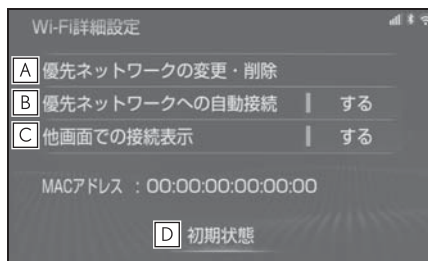 Wi-Fi詳細設定
A 優先ネットワークの変更・削除
B 優先ネットワークへの自動接続 する
C 他画面での接続表示 する
MACアドレス : 00:00:00:00:00:00
D 初期状態